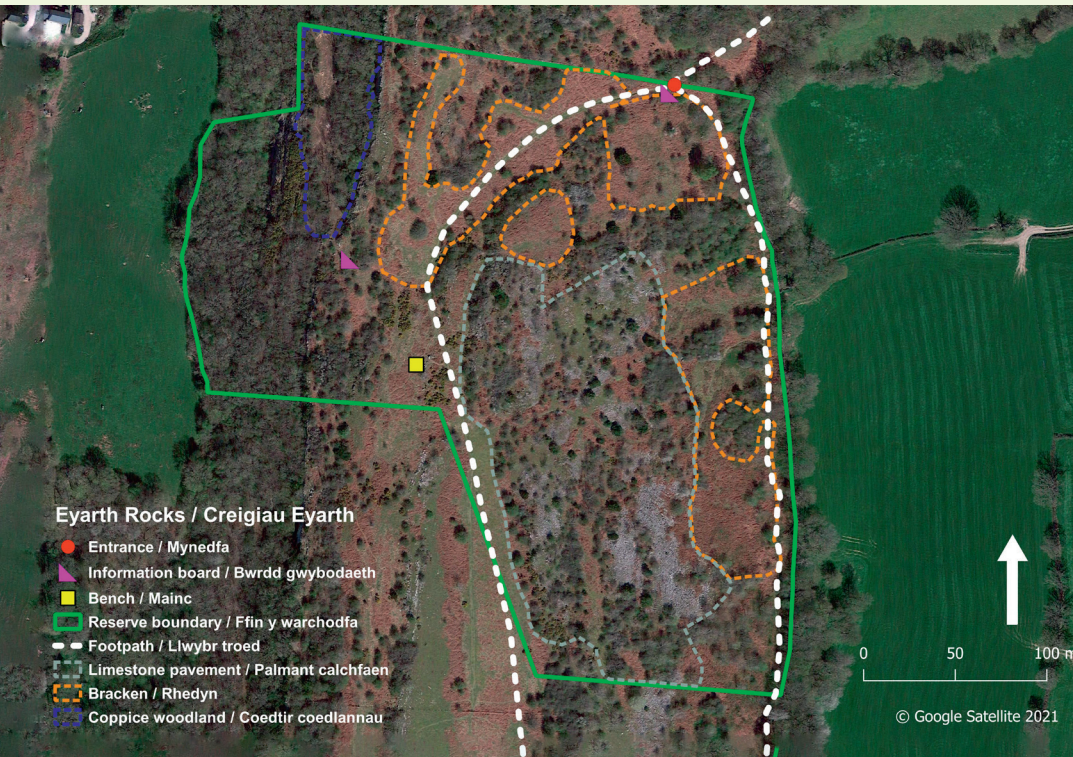 Eyarth Rocks / Creigiau Eyarth
Entrance / Mynedfa
Information board / Bwrdd gwybodaeth
Bench / Mainc
Reserve boundary / Ffin y warchodfa
Footpath / Llwybr troed
Limestone pavement / Palmant calchfaen
Bracken / Rhedyn
Coppice woodland / Coedtir coedlannau
0 50 100 m
© Google Satellite 2021